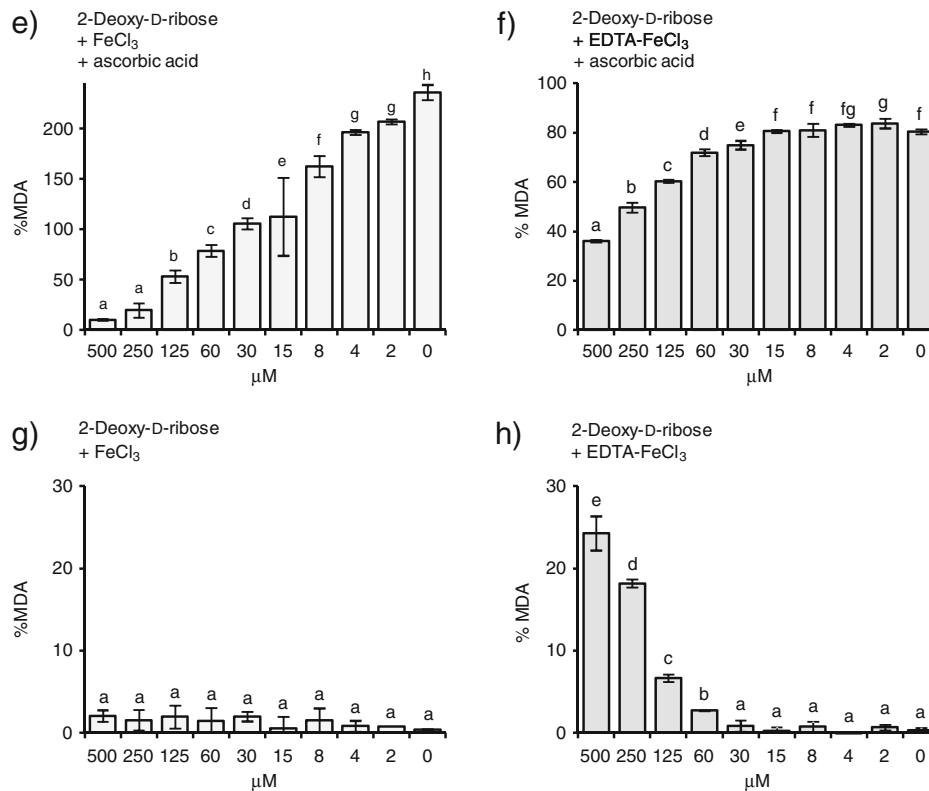 e)
2-Deoxy-D-ribose
+ FeCl₃
+ ascorbic acid
%MDA
200
150
100
50
0
a a b c d e f g g h
500 250 125 60 30 15 8 4 2 0
µM
f)
2-Deoxy-D-ribose
+ EDTA-FeCl₃
+ ascorbic acid
% MDA
100
80
60
40
20
0
a b c d e f f fg g f
500 250 125 60 30 15 8 4 2 0
µM
g)
2-Deoxy-D-ribose
+ FeCl₃
%MDA
30
20
10
0
a a a a a a a a a a
500 250 125 60 30 15 8 4 2 0
µM
h)
2-Deoxy-D-ribose
+ EDTA-FeCl₃
% MDA
30
20
10
0
e d c b a a a a a a
500 250 125 60 30 15 8 4 2 0
µM